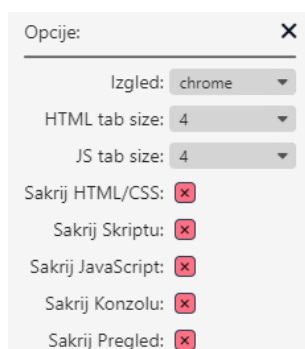 Opcije:
Izgled: chrome
HTML tab size: 4
JS tab size: 4
Sakrij HTML/CSS:
Sakrij Skriptu:
Sakrij JavaScript:
Sakrij Konzolu:
Sakrij Pregled: